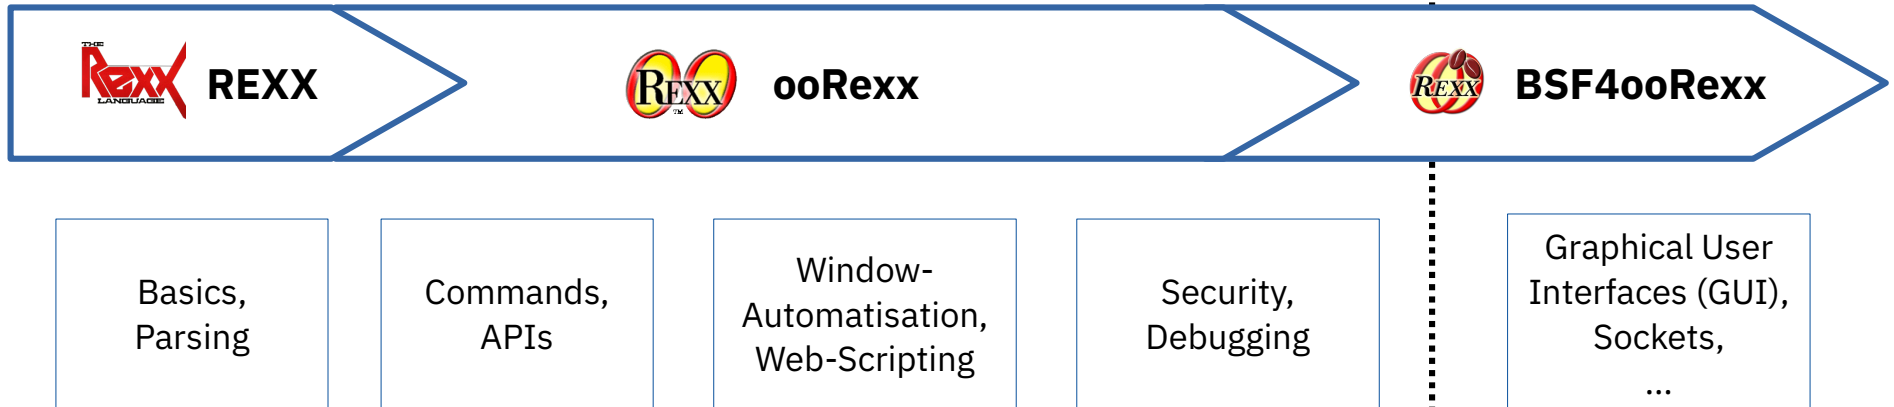 THE
Rexx
LANGUAGE
REXX
REXX
TM
ooRexx
REXX
BSF4ooRexx
Basics,
Parsing
Commands,
APIs
Window-
Automatisation,
Web-Scripting
Security,
Debugging
Graphical User
Interfaces (GUI),
Sockets,
...